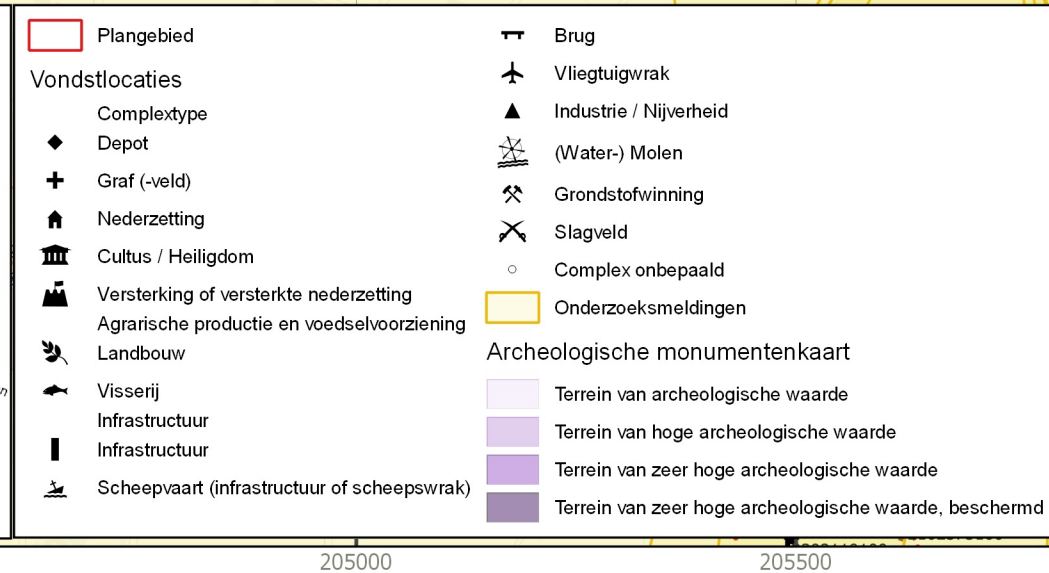 Plangebied
Vondstlocaties
Complextype
Depot
Graf (-veld)
Nederzetting
Cultus / Heiligdom
Versterking of versterkte nederzetting
Agrarische productie en voedselvoorziening
Landbouw
Visserij
Infrastructuur
Infrastructuur
Scheepvaart (infrastructuur of scheepswrak)
Brug
Vliegtuigwrak
Industrie / Nijverheid
(Water-) Molen
Grondstofwinning
Slagveld
Complex onbepaald
Onderzoeksmeldingen
Archeologische monumentenkaart
Terrein van archeologische waarde
Terrein van hoge archeologische waarde
Terrein van zeer hoge archeologische waarde
Terrein van zeer hoge archeologische waarde, beschermd
205000
205500